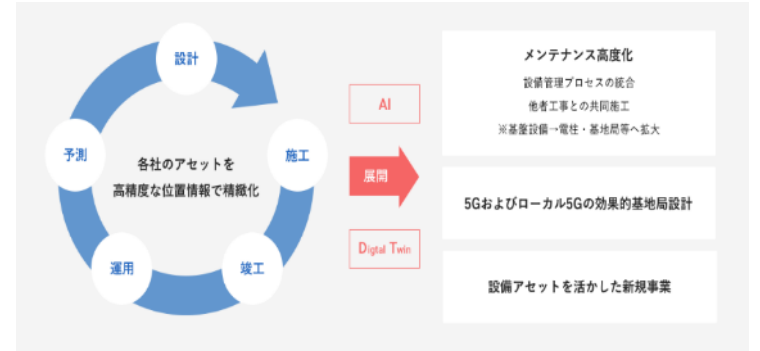 設計
予測
施工
各社のアセットを
高精度な位置情報で精緻化
運用
竣工
AI
展開
Digtal Twin
メンテナンス高度化
設備管理プロセスの統合
他者工事との共同施工
※基盤設備→電柱・基地局等へ拡大
5Gおよびローカル5Gの効果的基地局設計
設備アセットを活かした新規事業